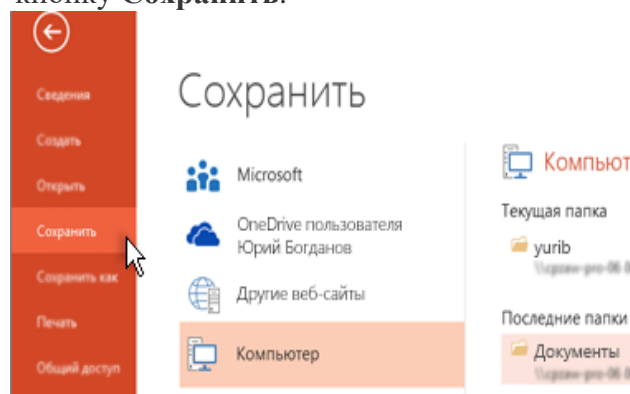 кнопку Сохранить.
Сведения
Создать
Открыть
Сохранить
Сохранить как
Печать
Общий доступ
Сохранить
Microsoft
OneDrive пользователя
Юрий Богданов
Другие веб-сайты
Компьютер
Компьют
Текущая папка
yurib
Последние папки
Документы